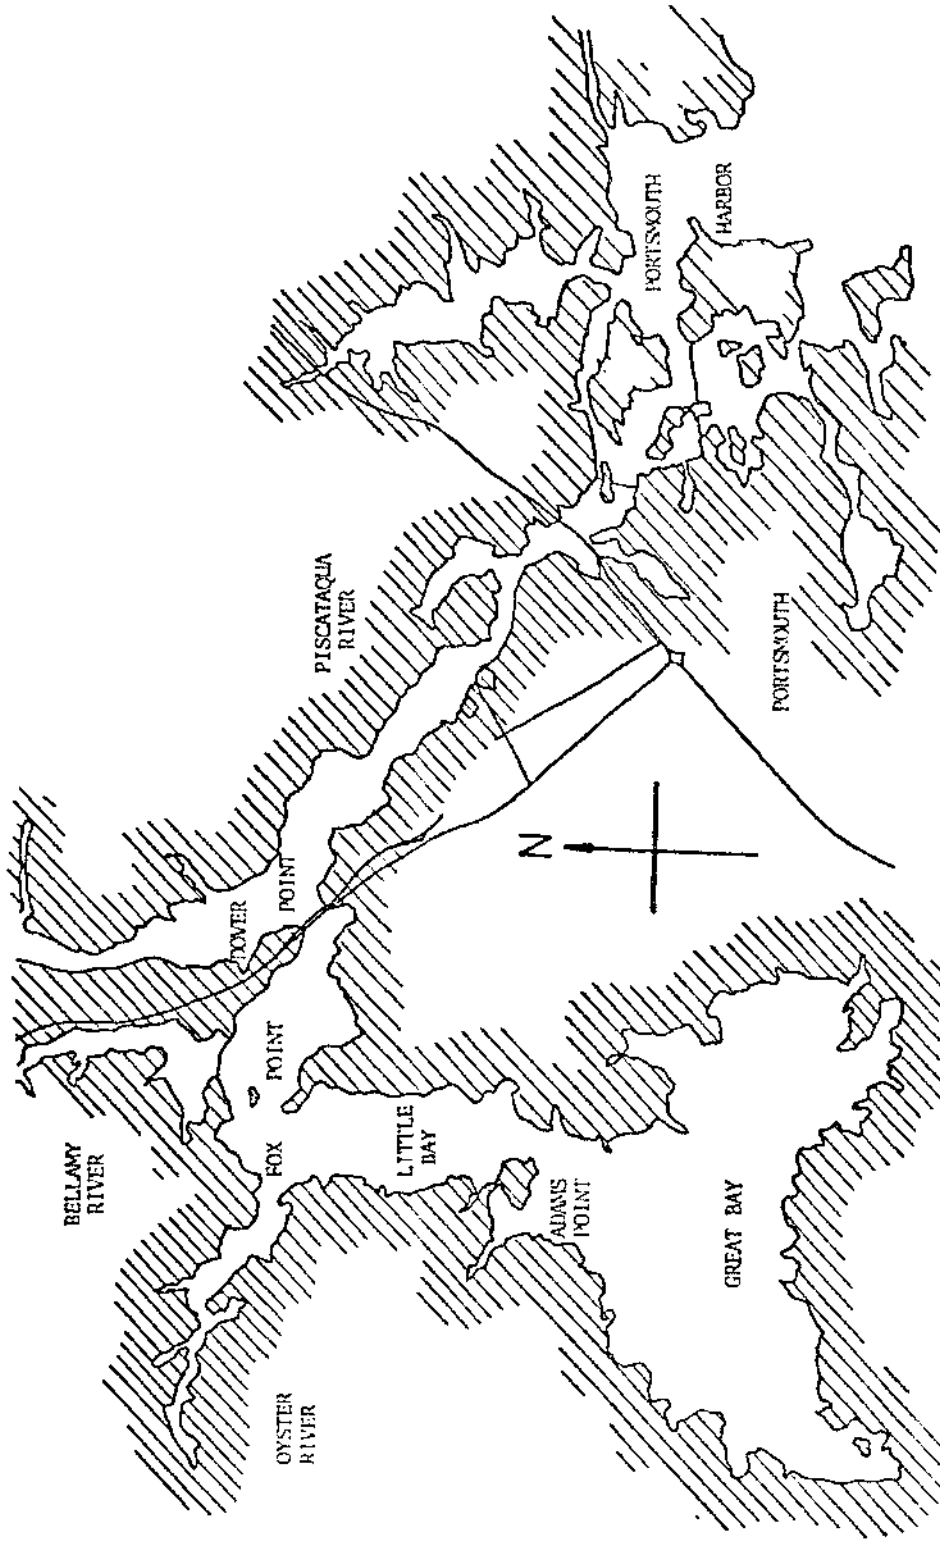 BELLAMY
RIVER
OYSTER
RIVER
FOX
POINT
DOVER
POINT
LITTLE
BAY
ADAMS
POINT
GREAT BAY
N
PISCATAQUA
RIVER
PORTSMOUTH
PORTSMOUTH
HARBOR